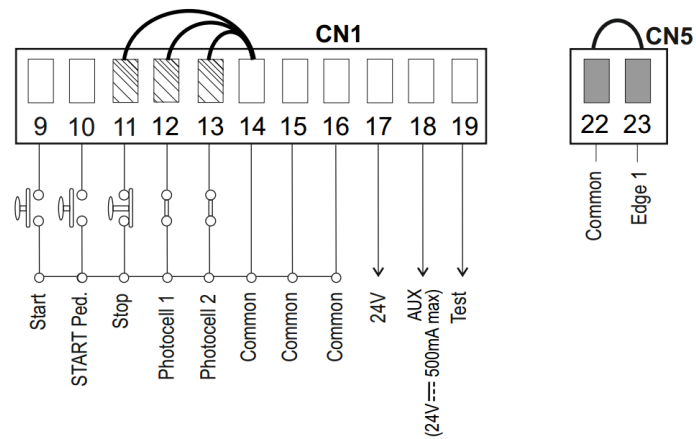 CN1
9 10 11 12 13 14 15 16 17 18 19
Start
START Ped.
Stop
Photocell 1
Photocell 2
Common
Common
Common
24V
AUX
(24V⎓ 500mA max)
Test
CN5
22 23
Common
Edge 1